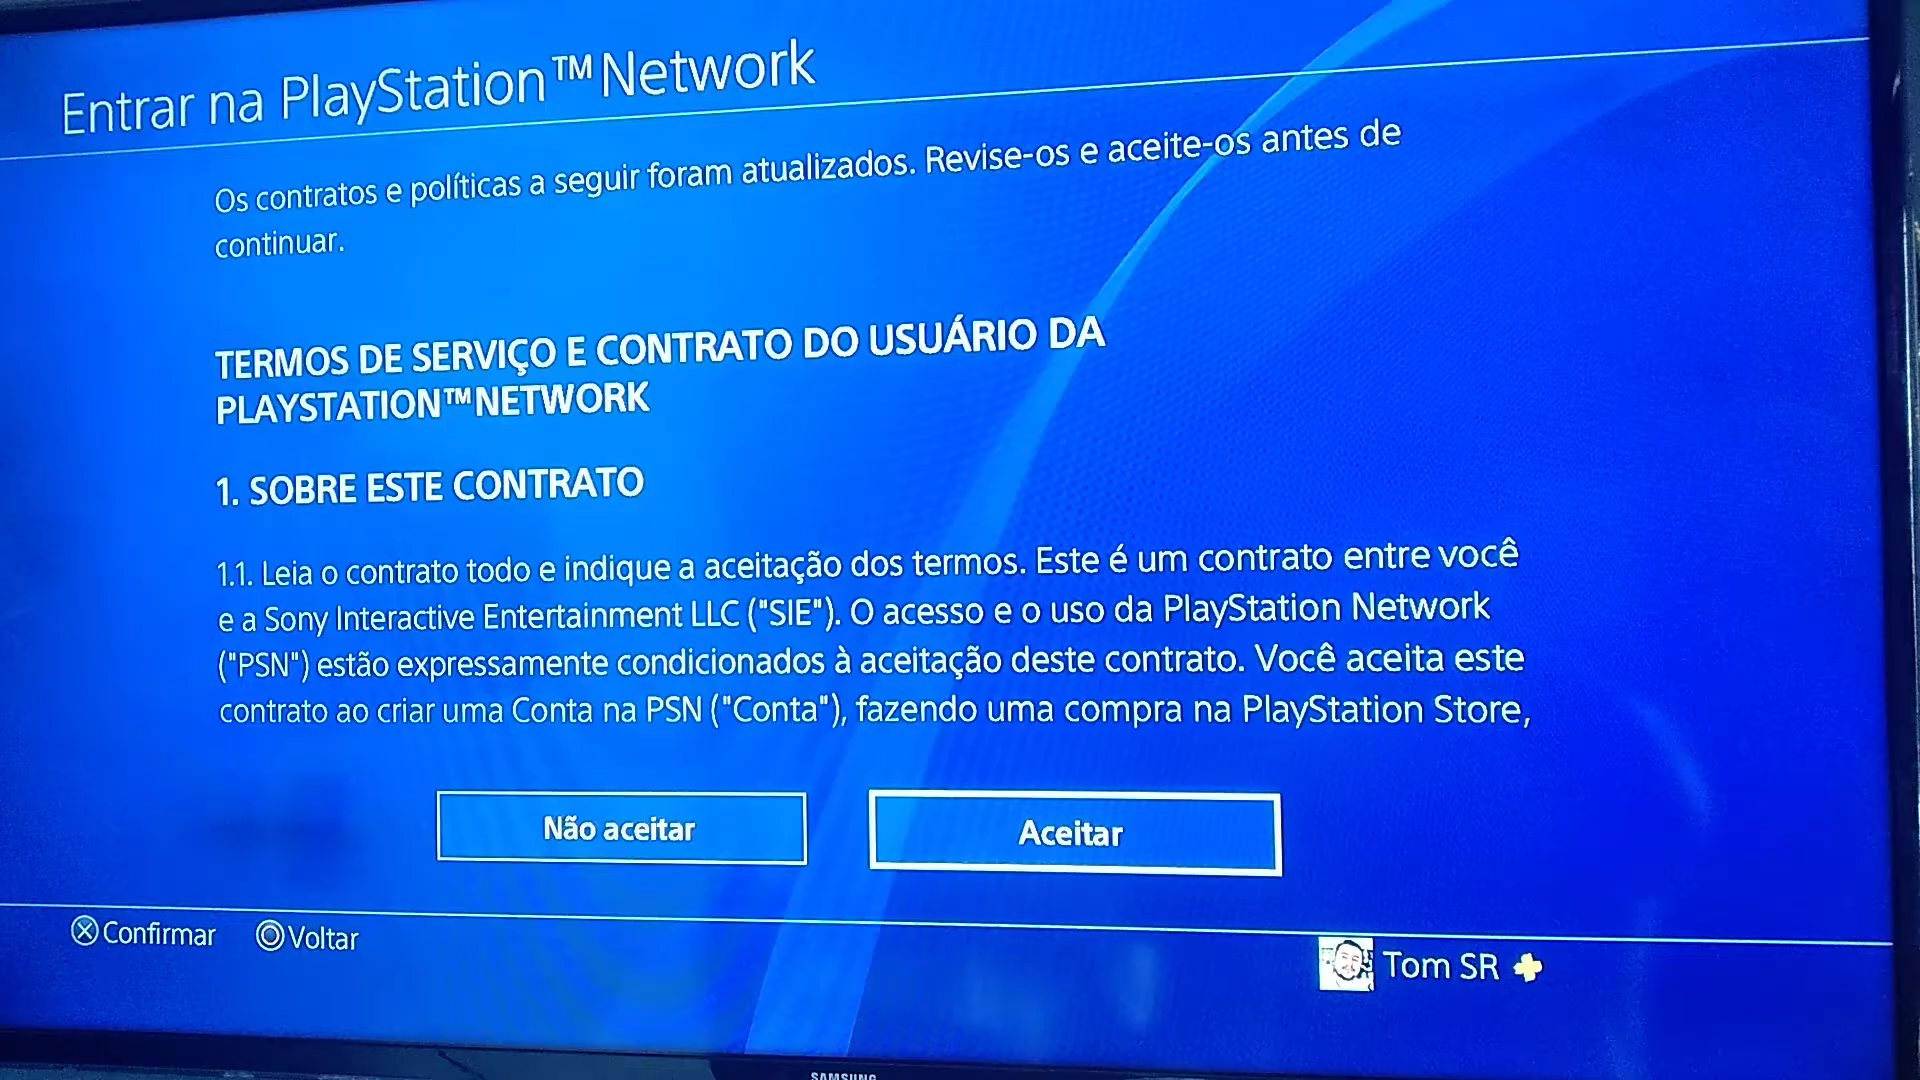 Entrar na PlayStation™Network
Os contratos e políticas a seguir foram atualizados. Revise-os e aceite-os antes de
continuar.
TERMOS DE SERVIÇO E CONTRATO DO USUÁRIO DA
PLAYSTATION™NETWORK
1. SOBRE ESTE CONTRATO
1.1. Leia o contrato todo e indique a aceitação dos termos. Este é um contrato entre você
e a Sony Interactive Entertainment LLC ("SIE"). O acesso e o uso da PlayStation Network
("PSN") estão expressamente condicionados à aceitação deste contrato. Você aceita este
contrato ao criar uma Conta na PSN ("Conta"), fazendo uma compra na PlayStation Store,
Não aceitar
Aceitar
Confirmar
Voltar
Tom SR
SAMSUNG